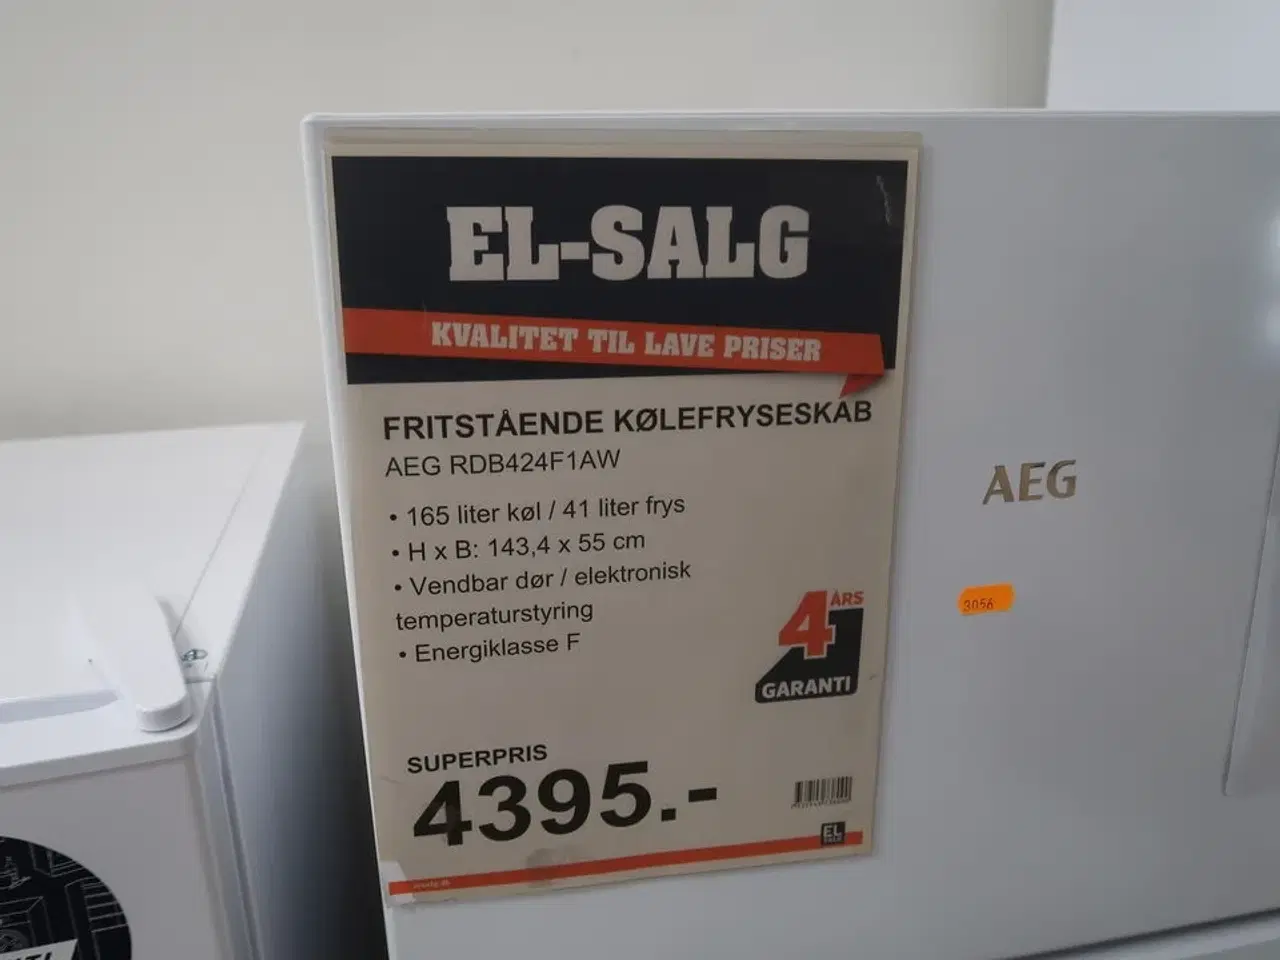 EL-SALG
KVALITET TIL LAVE PRISER
FRITSTÅENDE KØLEFRYSESKAB
AEG RDB424F1AW
• 165 liter køl / 41 liter frys
• H x B: 143,4 x 55 cm
• Vendbar dør / elektronisk
temperaturstyring
• Energiklasse F
4 ÅRS
GARANTI
SUPERPRIS
4395.-
EL
AEG
3056